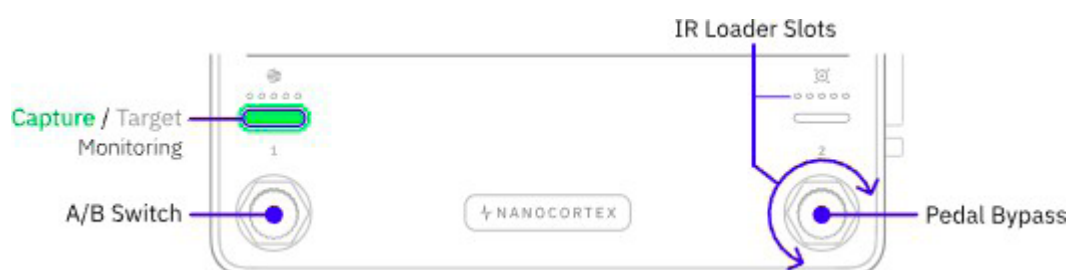 IR Loader Slots
Capture / Target
Monitoring
1
2
A/B Switch
NANOCORTEX
Pedal Bypass